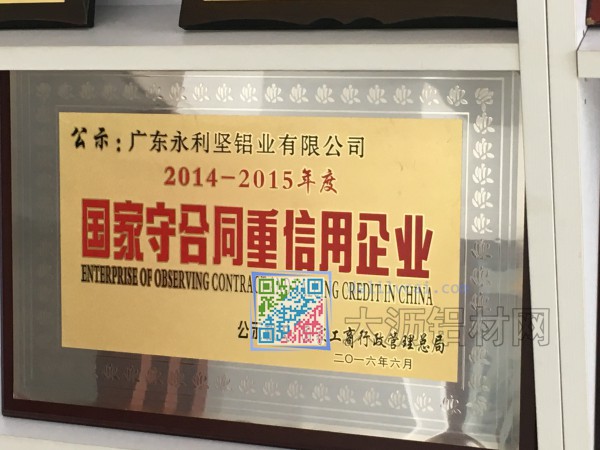 公示：广东永利坚铝业有限公司
2014-2015年度
国家守合同重信用企业
ENTERPRISE OF OBSERVING CREDIT IN CHINA
工商行政管理总局
二〇一六年六月
大沥铝材网